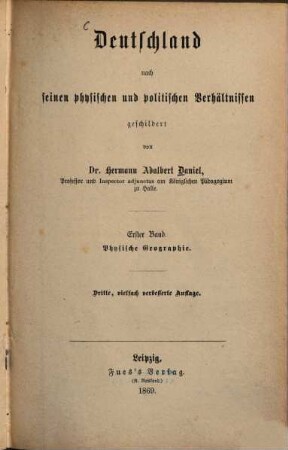 Deutschland
nach
seinen physischen und politischen Verhältnissen
geschildert
von
Dr. Hermann Adalbert Daniel,
Professor und Inspector adjunctus am Königlichen Pädagogium
zu Halle.
Erster Band
Physische Geographie.
Dritte, vielfach verbesserte Auflage.
Leipzig,
Fues's Verlag
(R. Reisland.)
1869.